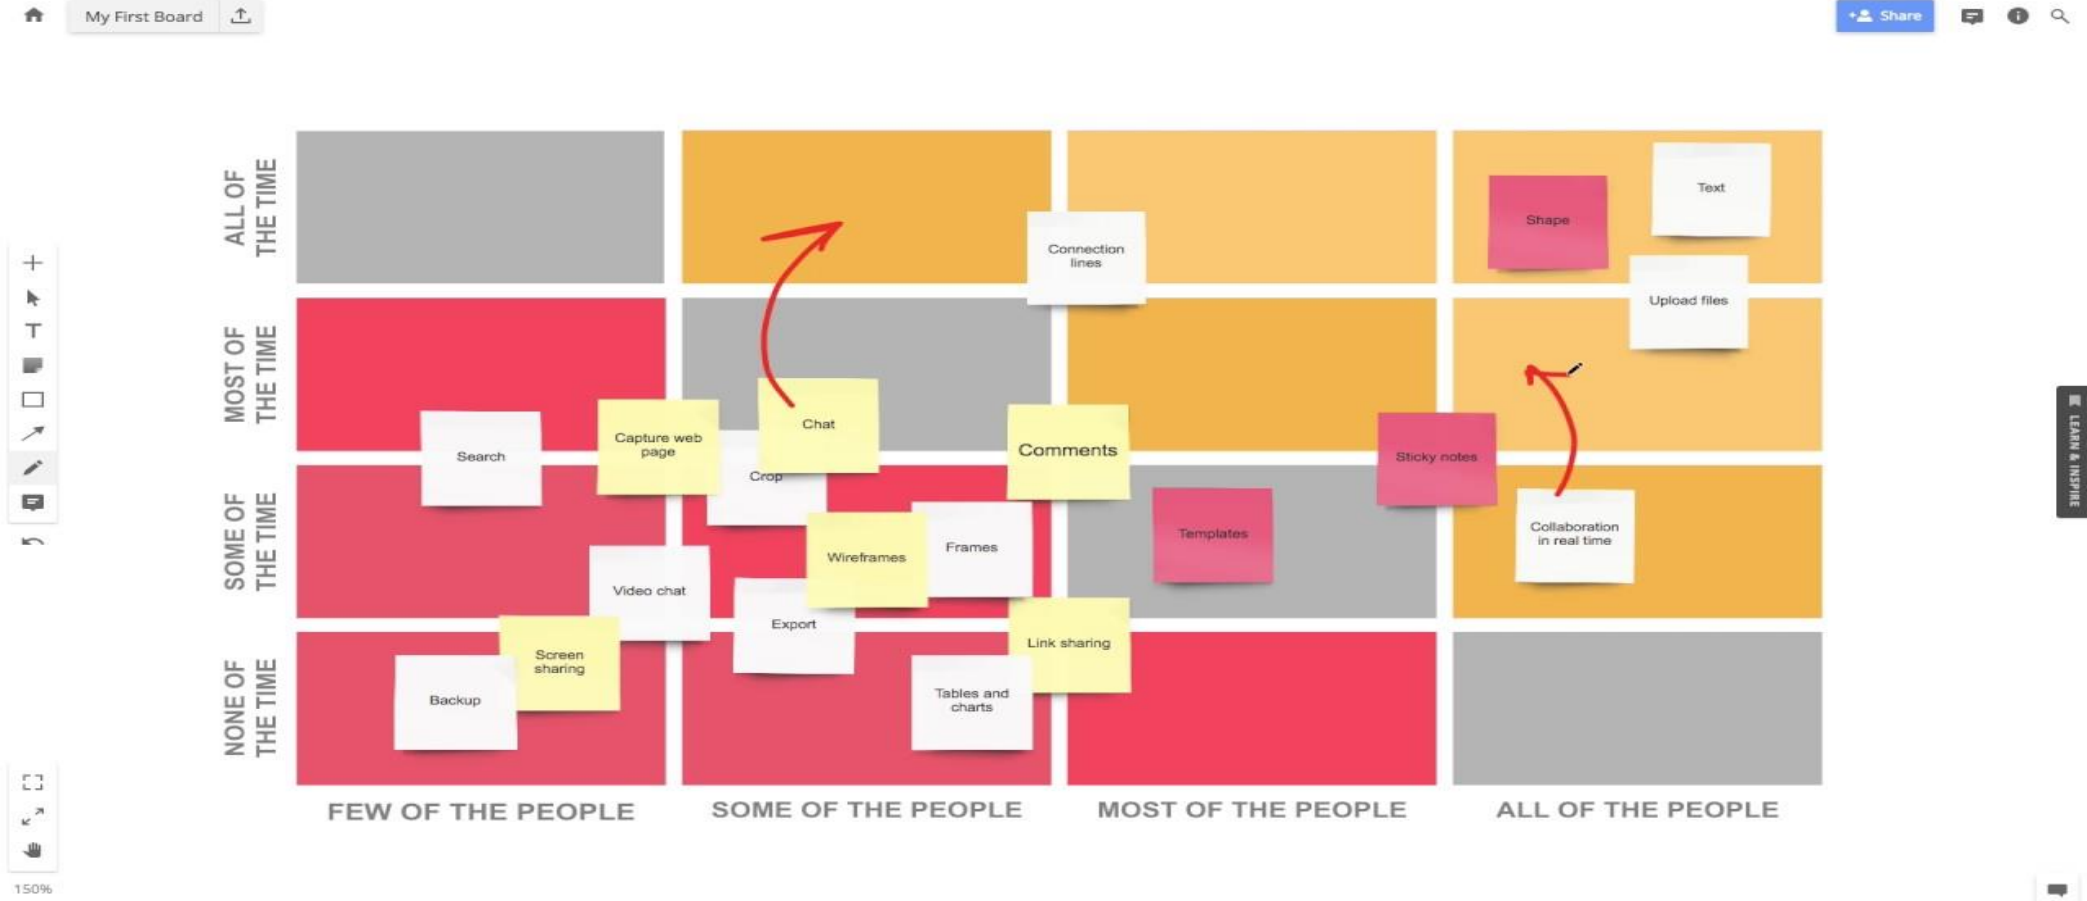 My First Board
Share
ALL OF
THE TIME
Text
Shape
Connection
lines
Upload files
MOST OF
THE TIME
Chat
Capture web
page
Comments
Search
Sticky notes
Crop
LEARN & INSPIRE
SOME OF
THE TIME
Templates
Collaboration
in real time
Frames
Wireframes
Video chat
Export
Link sharing
NONE OF
THE TIME
Screen
sharing
Backup
Tables and
charts
FEW OF THE PEOPLE
SOME OF THE PEOPLE
MOST OF THE PEOPLE
ALL OF THE PEOPLE
150%